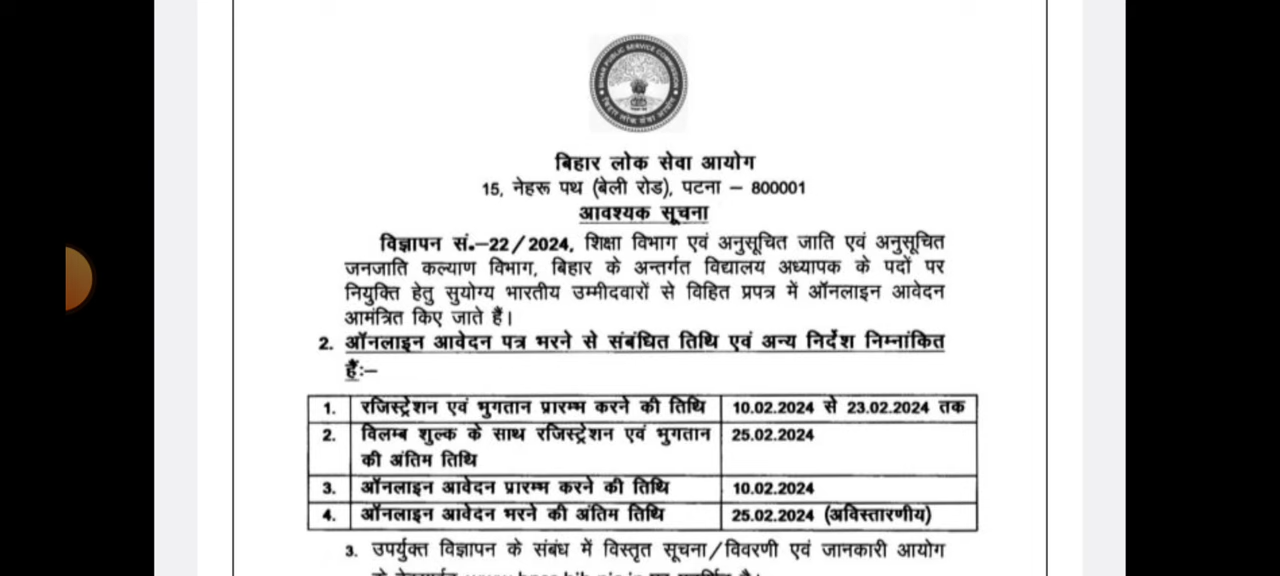 BIHAR PUBLIC SERVICE COMMISSION
बिहार लोक सेवा आयोग
बिहार लोक सेवा आयोग
15, नेहरू पथ (बेली रोड), पटना – 800001
आवश्यक सूचना
विज्ञापन सं.–22/2024, शिक्षा विभाग एवं अनुसूचित जाति एवं अनुसूचित
जनजाति कल्याण विभाग, बिहार के अन्तर्गत विद्यालय अध्यापक के पदों पर
नियुक्ति हेतु सुयोग्य भारतीय उम्मीदवारों से विहित प्रपत्र में ऑनलाइन आवेदन
आमंत्रित किए जाते हैं।
2. ऑनलाइन आवेदन पत्र भरने से संबंधित तिथि एवं अन्य निर्देश निम्नांकित
हैं:–
1. रजिस्ट्रेशन एवं भुगतान प्रारम्भ करने की तिथि 10.02.2024 से 23.02.2024 तक
2. विलम्ब शुल्क के साथ रजिस्ट्रेशन एवं भुगतान 25.02.2024
की अंतिम तिथि
3. ऑनलाइन आवेदन प्रारम्भ करने की तिथि 10.02.2024
4. ऑनलाइन आवेदन भरने की अंतिम तिथि 25.02.2024 (अविस्तारणीय)
3. उपर्युक्त विज्ञापन के संबंध में विस्तृत सूचना/विवरणी एवं जानकारी आयोग